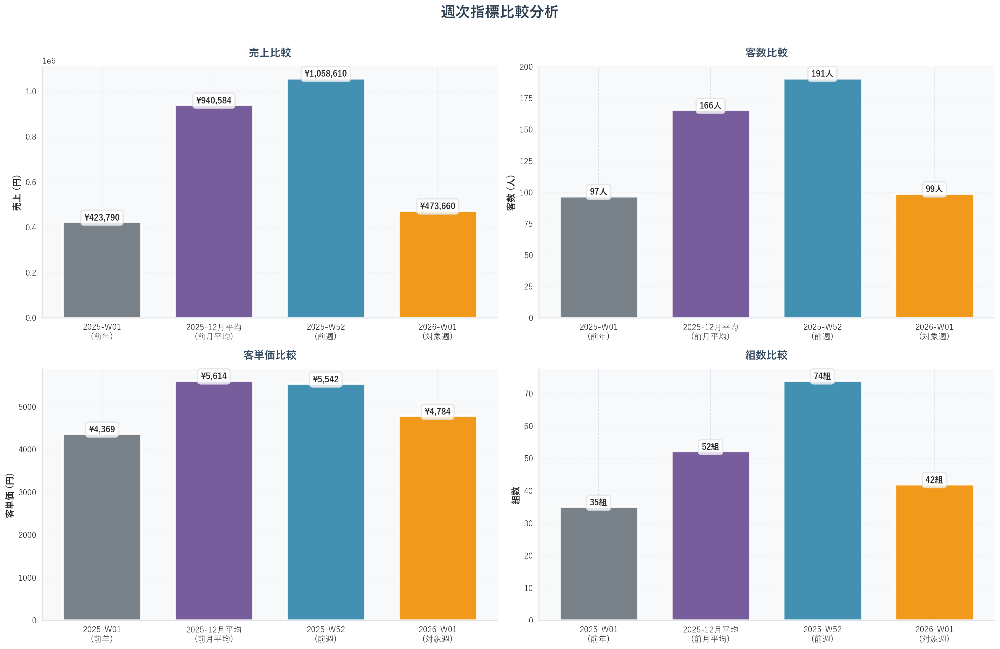 週次指標比較分析
売上比較
1e6
売上 (円)
1.0
0.8
0.6
0.4
0.2
0.0
¥423,790
¥940,584
¥1,058,610
¥473,660
2025-W01
(前年)
2025-12月平均
(前月平均)
2025-W52
(前週)
2026-W01
(対象週)
客数比較
客数 (人)
200
175
150
125
100
75
50
25
0
97人
166人
191人
99人
2025-W01
(前年)
2025-12月平均
(前月平均)
2025-W52
(前週)
2026-W01
(対象週)
客単価比較
客単価 (円)
5000
4000
3000
2000
1000
0
¥4,369
¥5,614
¥5,542
¥4,784
2025-W01
(前年)
2025-12月平均
(前月平均)
2025-W52
(前週)
2026-W01
(対象週)
組数比較
組数
70
60
50
40
30
20
10
0
35組
52組
74組
42組
2025-W01
(前年)
2025-12月平均
(前月平均)
2025-W52
(前週)
2026-W01
(対象週)